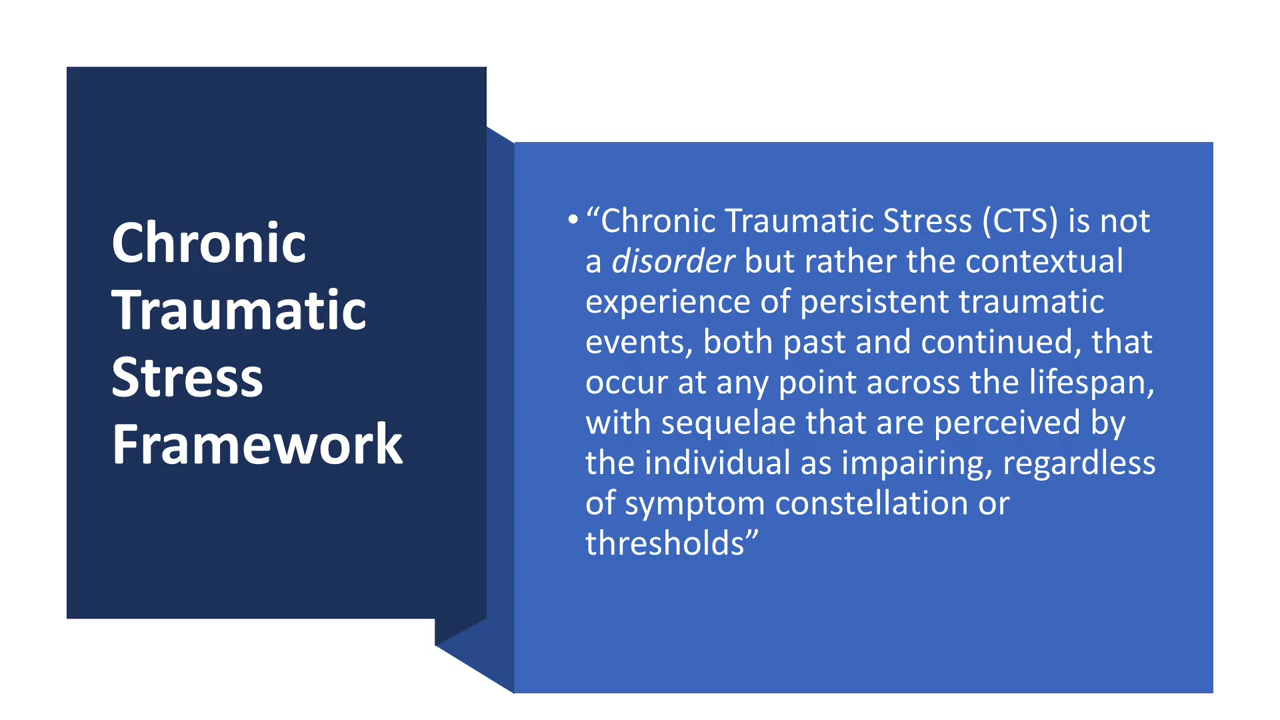 Chronic
Traumatic
Stress
Framework
• “Chronic Traumatic Stress (CTS) is not
a disorder but rather the contextual
experience of persistent traumatic
events, both past and continued, that
occur at any point across the lifespan,
with sequelae that are perceived by
the individual as impairing, regardless
of symptom constellation or
thresholds”